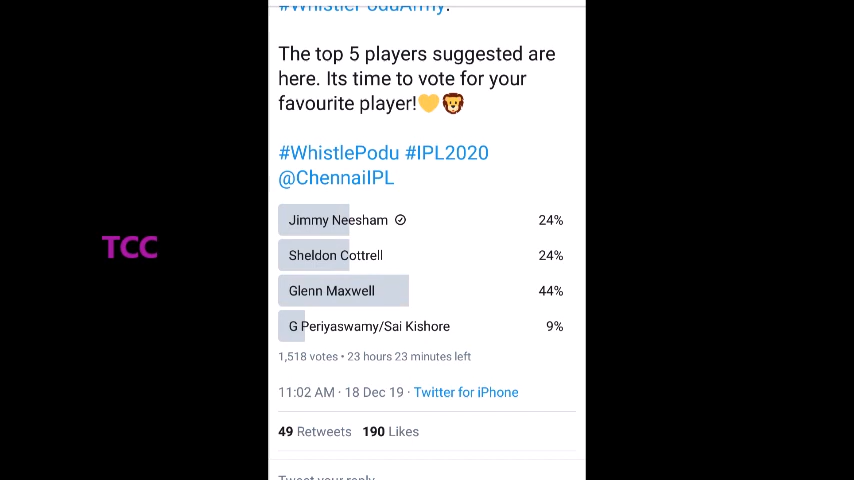 #WhistlePoduArmy.
The top 5 players suggested are
here. Its time to vote for your
favourite player!💛🦁
#WhistlePodu #IPL2020
@ChennaiIPL
Jimmy Neesham 24%
Sheldon Cottrell 24%
Glenn Maxwell 44%
G Periyaswamy/Sai Kishore 9%
1,518 votes • 23 hours 23 minutes left
11:02 AM · 18 Dec 19 · Twitter for iPhone
49 Retweets 190 Likes
Tweet your reply
TCC